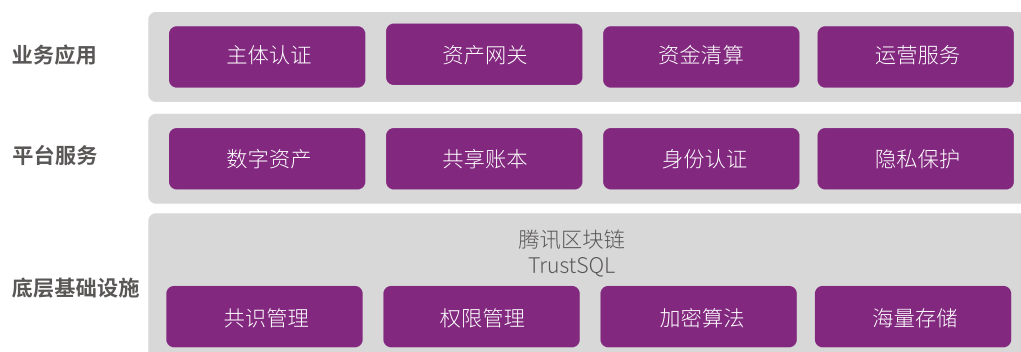 业务应用
主体认证
资产网关
资金清算
运营服务
平台服务
数字资产
共享账本
身份认证
隐私保护
底层基础设施
腾讯区块链
TrustSQL
共识管理
权限管理
加密算法
海量存储